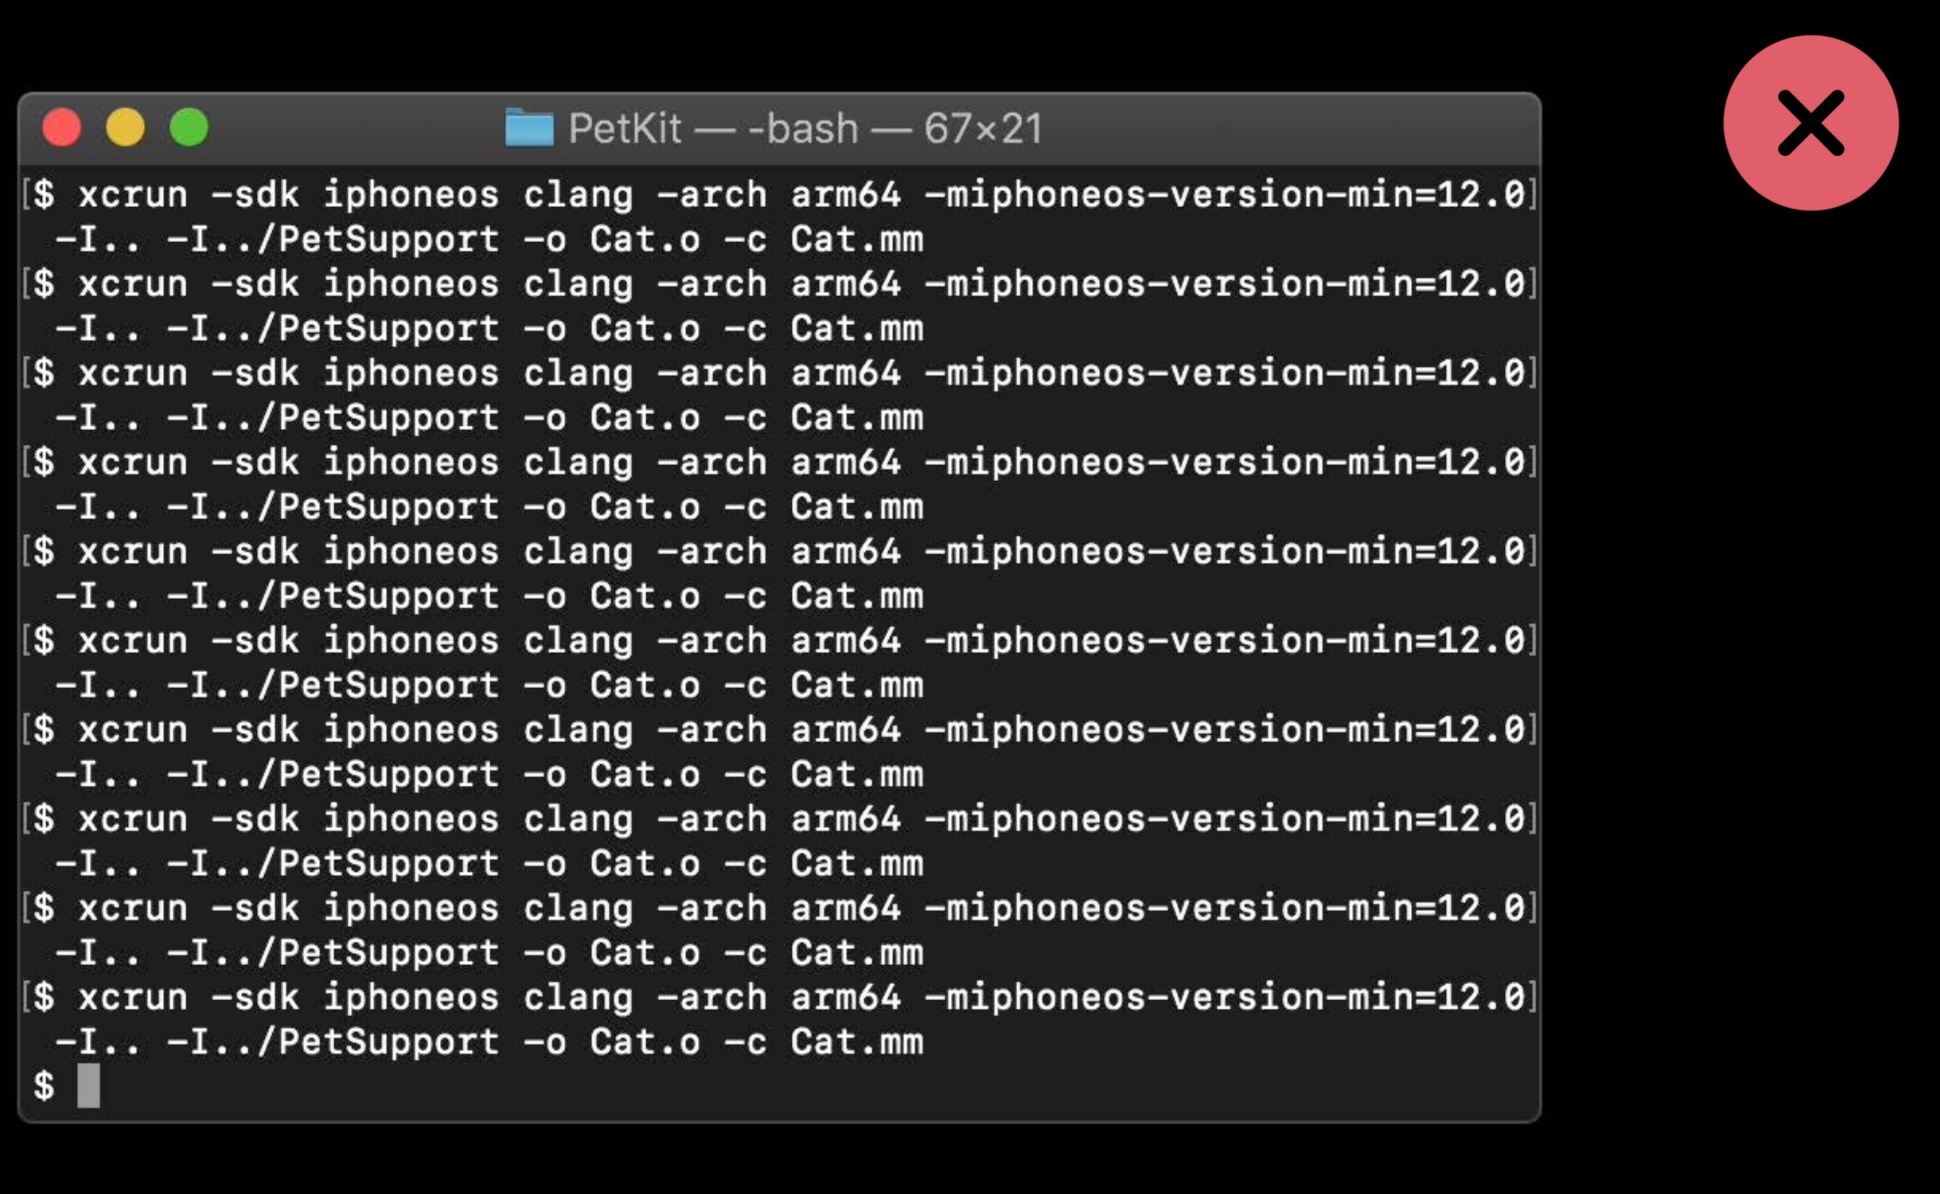 PetKit — -bash — 67×21
[$ xcrun -sdk iphoneos clang -arch arm64 -miphoneos-version-min=12.0]
-I.. -I../PetSupport -o Cat.o -c Cat.mm
[$ xcrun -sdk iphoneos clang -arch arm64 -miphoneos-version-min=12.0]
-I.. -I../PetSupport -o Cat.o -c Cat.mm
[$ xcrun -sdk iphoneos clang -arch arm64 -miphoneos-version-min=12.0]
-I.. -I../PetSupport -o Cat.o -c Cat.mm
[$ xcrun -sdk iphoneos clang -arch arm64 -miphoneos-version-min=12.0]
-I.. -I../PetSupport -o Cat.o -c Cat.mm
[$ xcrun -sdk iphoneos clang -arch arm64 -miphoneos-version-min=12.0]
-I.. -I../PetSupport -o Cat.o -c Cat.mm
[$ xcrun -sdk iphoneos clang -arch arm64 -miphoneos-version-min=12.0]
-I.. -I../PetSupport -o Cat.o -c Cat.mm
[$ xcrun -sdk iphoneos clang -arch arm64 -miphoneos-version-min=12.0]
-I.. -I../PetSupport -o Cat.o -c Cat.mm
[$ xcrun -sdk iphoneos clang -arch arm64 -miphoneos-version-min=12.0]
-I.. -I../PetSupport -o Cat.o -c Cat.mm
[$ xcrun -sdk iphoneos clang -arch arm64 -miphoneos-version-min=12.0]
-I.. -I../PetSupport -o Cat.o -c Cat.mm
[$ xcrun -sdk iphoneos clang -arch arm64 -miphoneos-version-min=12.0]
-I.. -I../PetSupport -o Cat.o -c Cat.mm
$